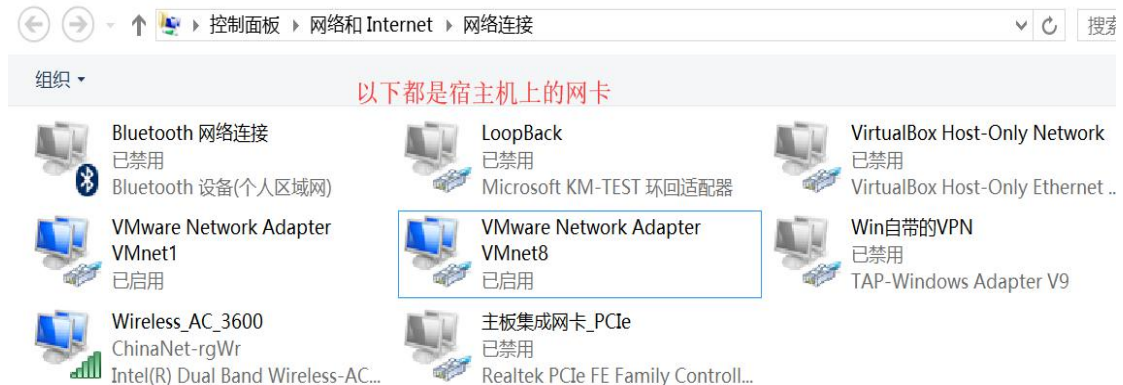 控制面板 网络和 Internet 网络连接
搜索
组织
以下都是宿主机上的网卡
Bluetooth 网络连接
已禁用
Bluetooth 设备(个人区域网)
LoopBack
已禁用
Microsoft KM-TEST 环回适配器
VirtualBox Host-Only Network
已禁用
VirtualBox Host-Only Ethernet ..
VMware Network Adapter
VMnet1
已启用
VMware Network Adapter
VMnet8
已启用
Win自带的VPN
已禁用
TAP-Windows Adapter V9
Wireless_AC_3600
ChinaNet-rgWr
Intel(R) Dual Band Wireless-AC...
主板集成网卡_PCIe
已禁用
Realtek PCIe FE Family Controll...